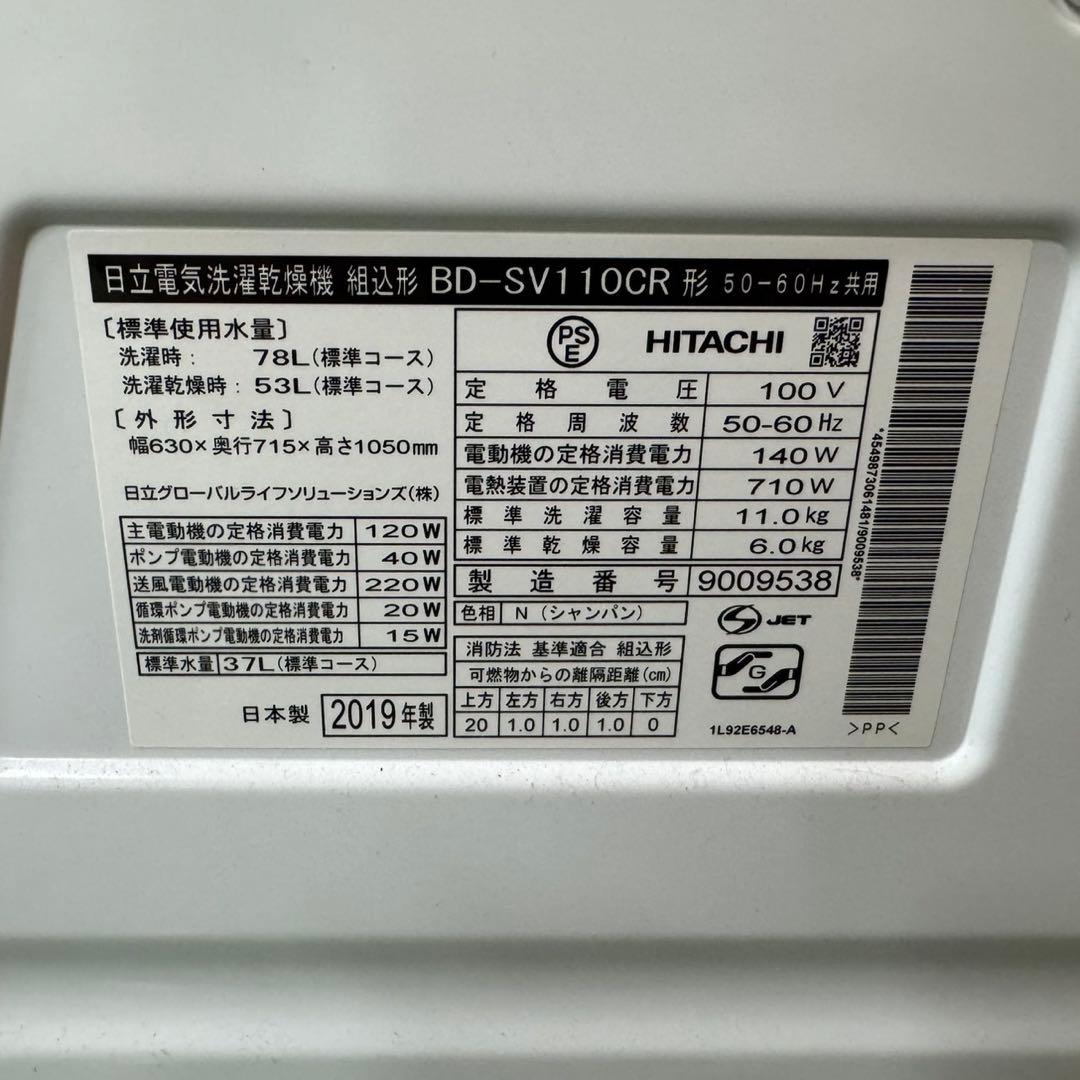 日立電気洗濯乾燥機 組込形 BD-SV110CR 形 50-60Hz共用
〔標準使用水量〕
洗濯時： 78L(標準コース)
洗濯乾燥時：53L(標準コース)
〔外形寸法〕
幅630×奥行715×高さ1050mm
日立グローバルライフソリューションズ(株)
主電動機の定格消費電力 120W
ポンプ電動機の定格消費電力 40W
送風電動機の定格消費電力 220W
循環ポンプ電動機の定格消費電力 20W
洗剤循環ポンプ電動機の定格消費電力 15W
標準水量 37L(標準コース)
日本製 2019年製
PS
E
HITACHI
定格電圧 100V
定格周波数 50-60Hz
電動機の定格消費電力 140W
電熱装置の定格消費電力 710W
標準洗濯容量 11.0kg
標準乾燥容量 6.0kg
製造番号 9009538
色相 N (シャンパン)
消防法 基準適合 組込形
可燃物からの離隔距離(cm)
上方 左方 右方 後方 下方
20 1.0 1.0 1.0 0
S JET
G
1L92E6548-A
*4549873061481/9009538*
>PP<